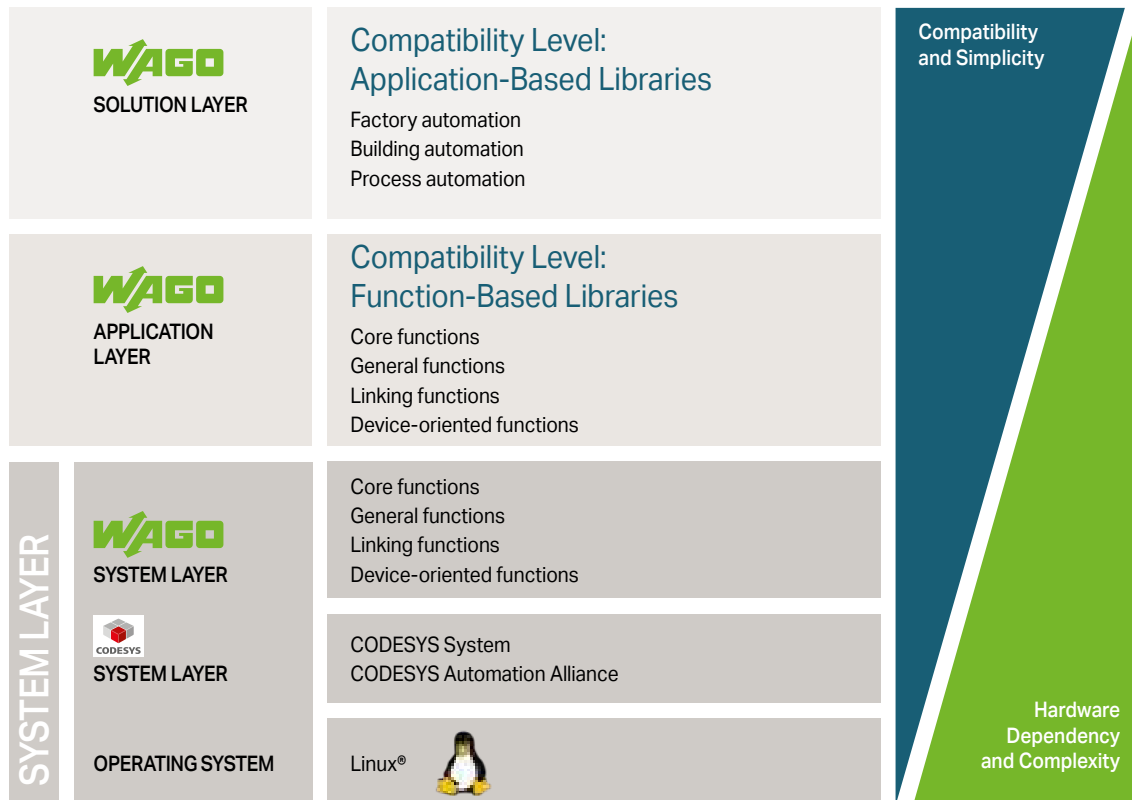 WAGO
SOLUTION LAYER
Compatibility Level:
Application-Based Libraries
Factory automation
Building automation
Process automation
WAGO
APPLICATION
LAYER
Compatibility Level:
Function-Based Libraries
Core functions
General functions
Linking functions
Device-oriented functions
SYSTEM LAYER
WAGO
SYSTEM LAYER
Core functions
General functions
Linking functions
Device-oriented functions
CODESYS
SYSTEM LAYER
CODESYS System
CODESYS Automation Alliance
OPERATING SYSTEM
Linux®
Compatibility
and Simplicity
Hardware
Dependency
and Complexity